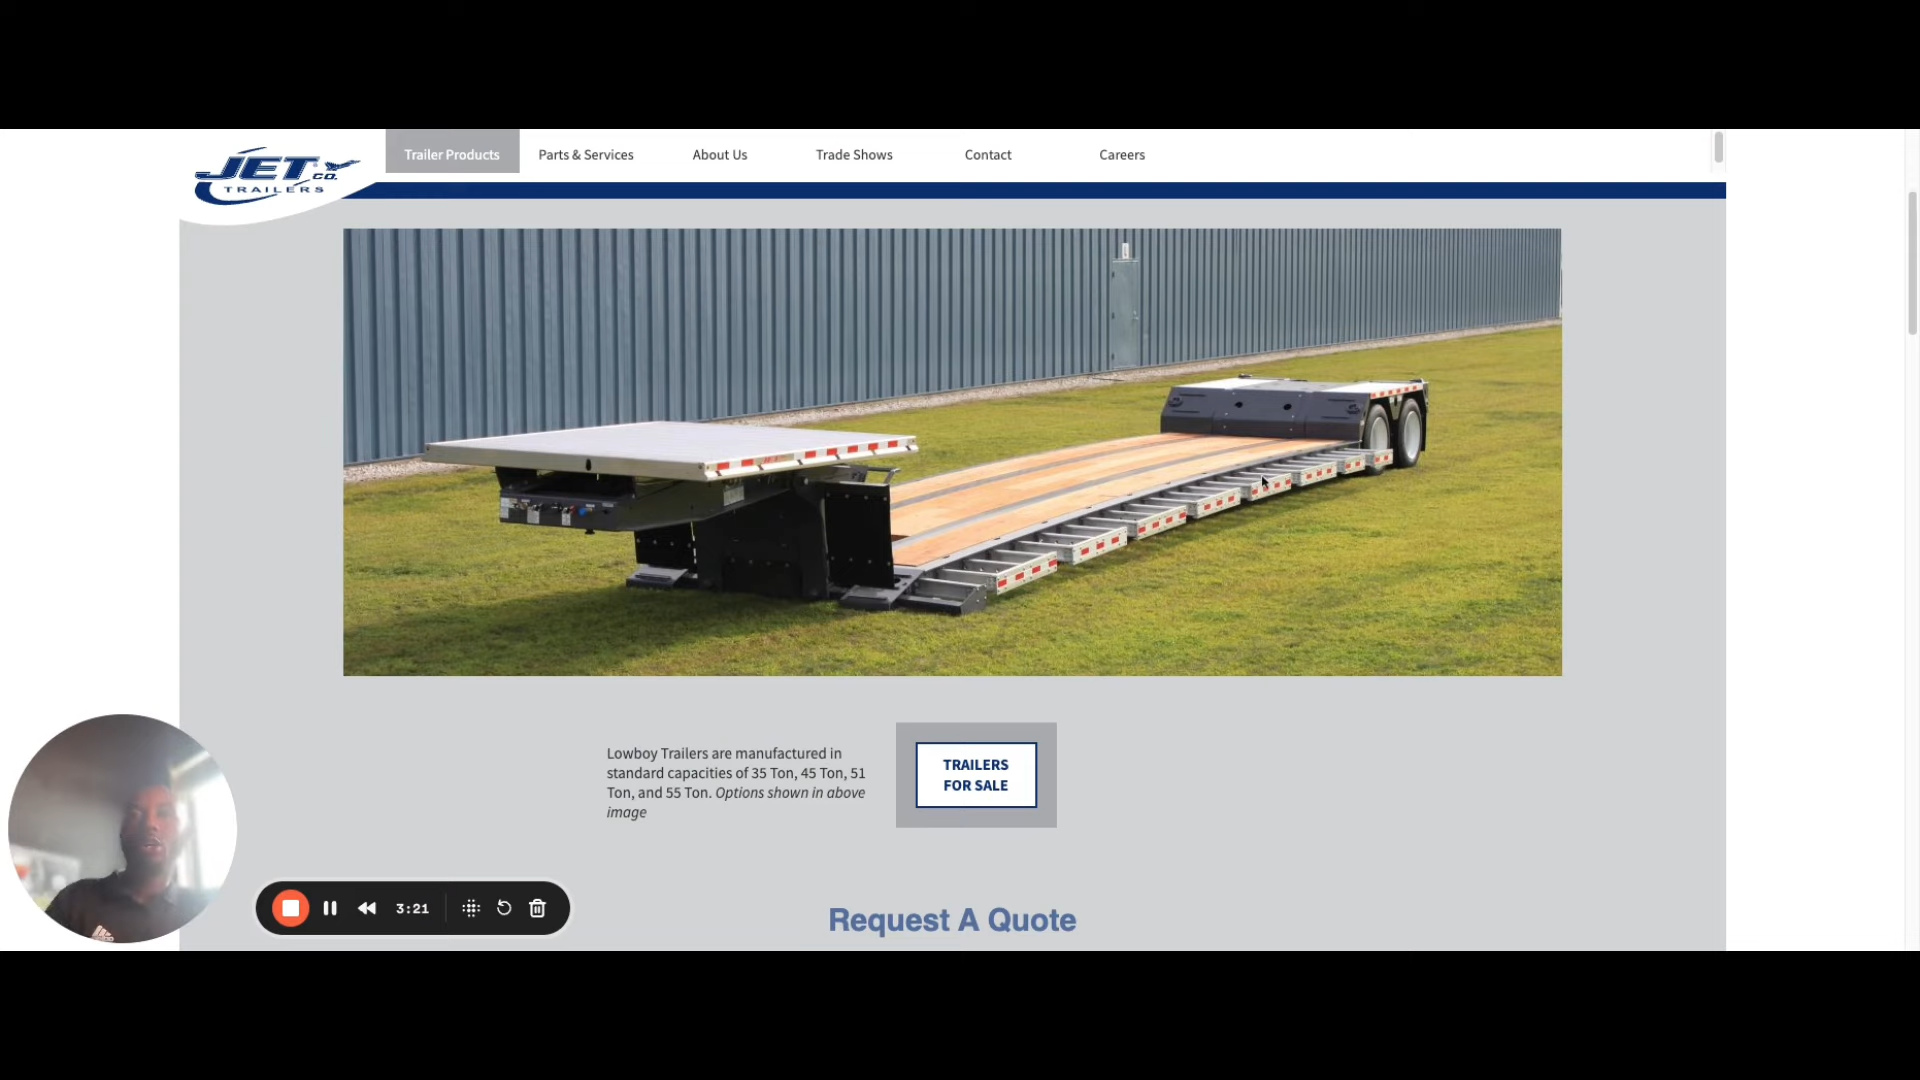 JET CO.
TRAILERS
Trailer Products
Parts & Services
About Us
Trade Shows
Contact
Careers
Lowboy Trailers are manufactured in
standard capacities of 35 Ton, 45 Ton, 51
Ton, and 55 Ton. Options shown in above
image
TRAILERS
FOR SALE
3:21
Request A Quote